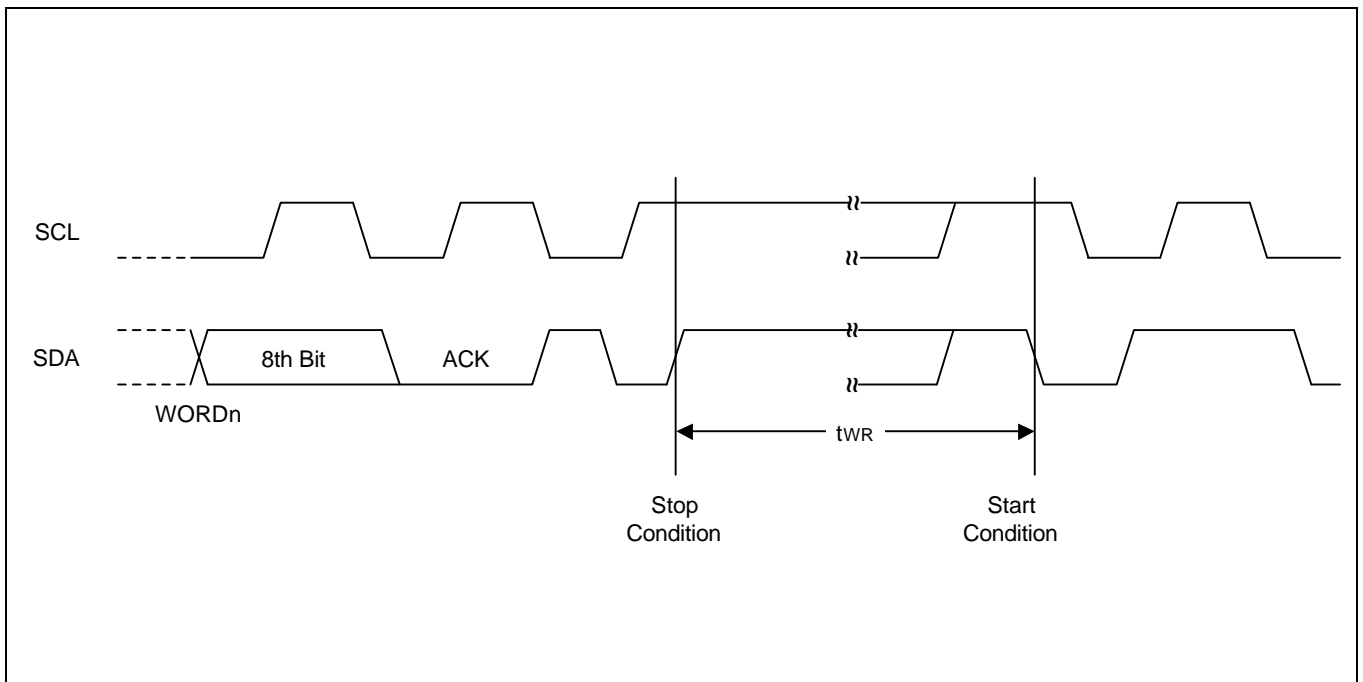 SCL
SDA
8th Bit
ACK
WORDn
tWR
Stop
Condition
Start
Condition